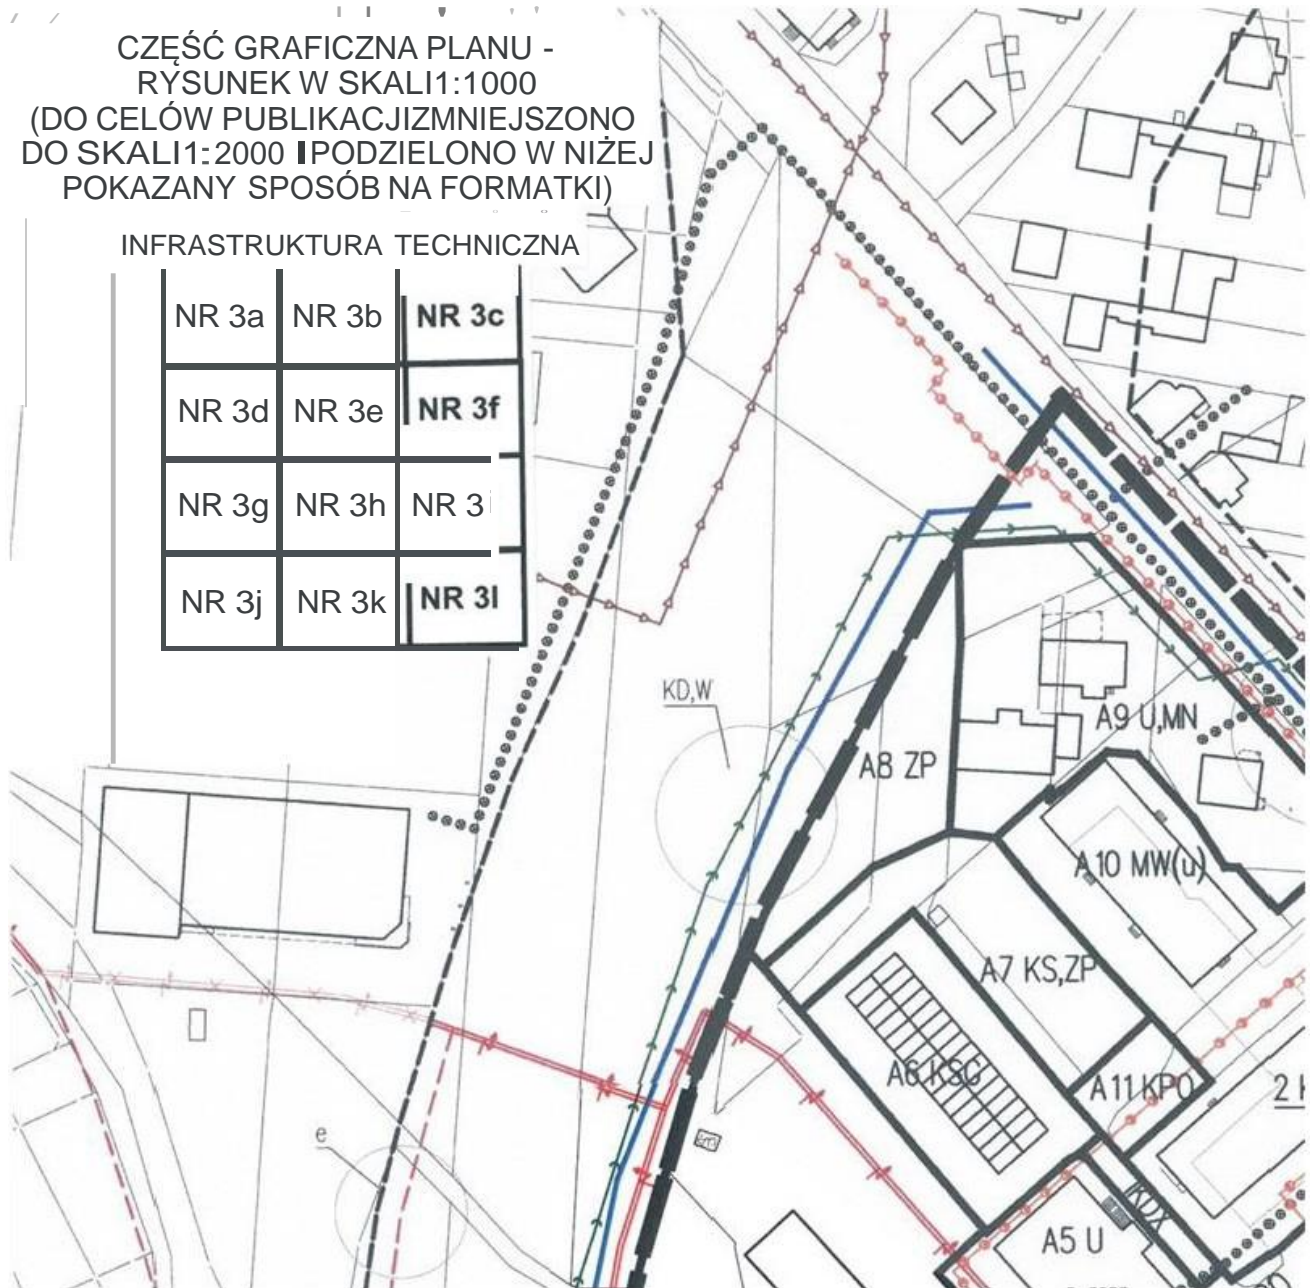 CZĘŚĆ GRAFICZNA PLANU -
RYSUNEK W SKALI1:1000
(DO CELÓW PUBLIKACJIZMNIEJSZONO
DO SKALI1:2000 IPODZIELONO W NIŻEJ
POKAZANY SPOSÓB NA FORMATKI)
INFRASTRUKTURA TECHNICZNA
NR 3a NR 3b NR 3c
NR 3d NR 3e NR 3f
NR 3g NR 3h NR 3i
NR 3j NR 3k NR 3l
KD,W
A9 U,MN
A8 ZP
A10 MW(u)
A7 KS,ZP
A6 KSG
A11 KPO
e
KDX
A5 U